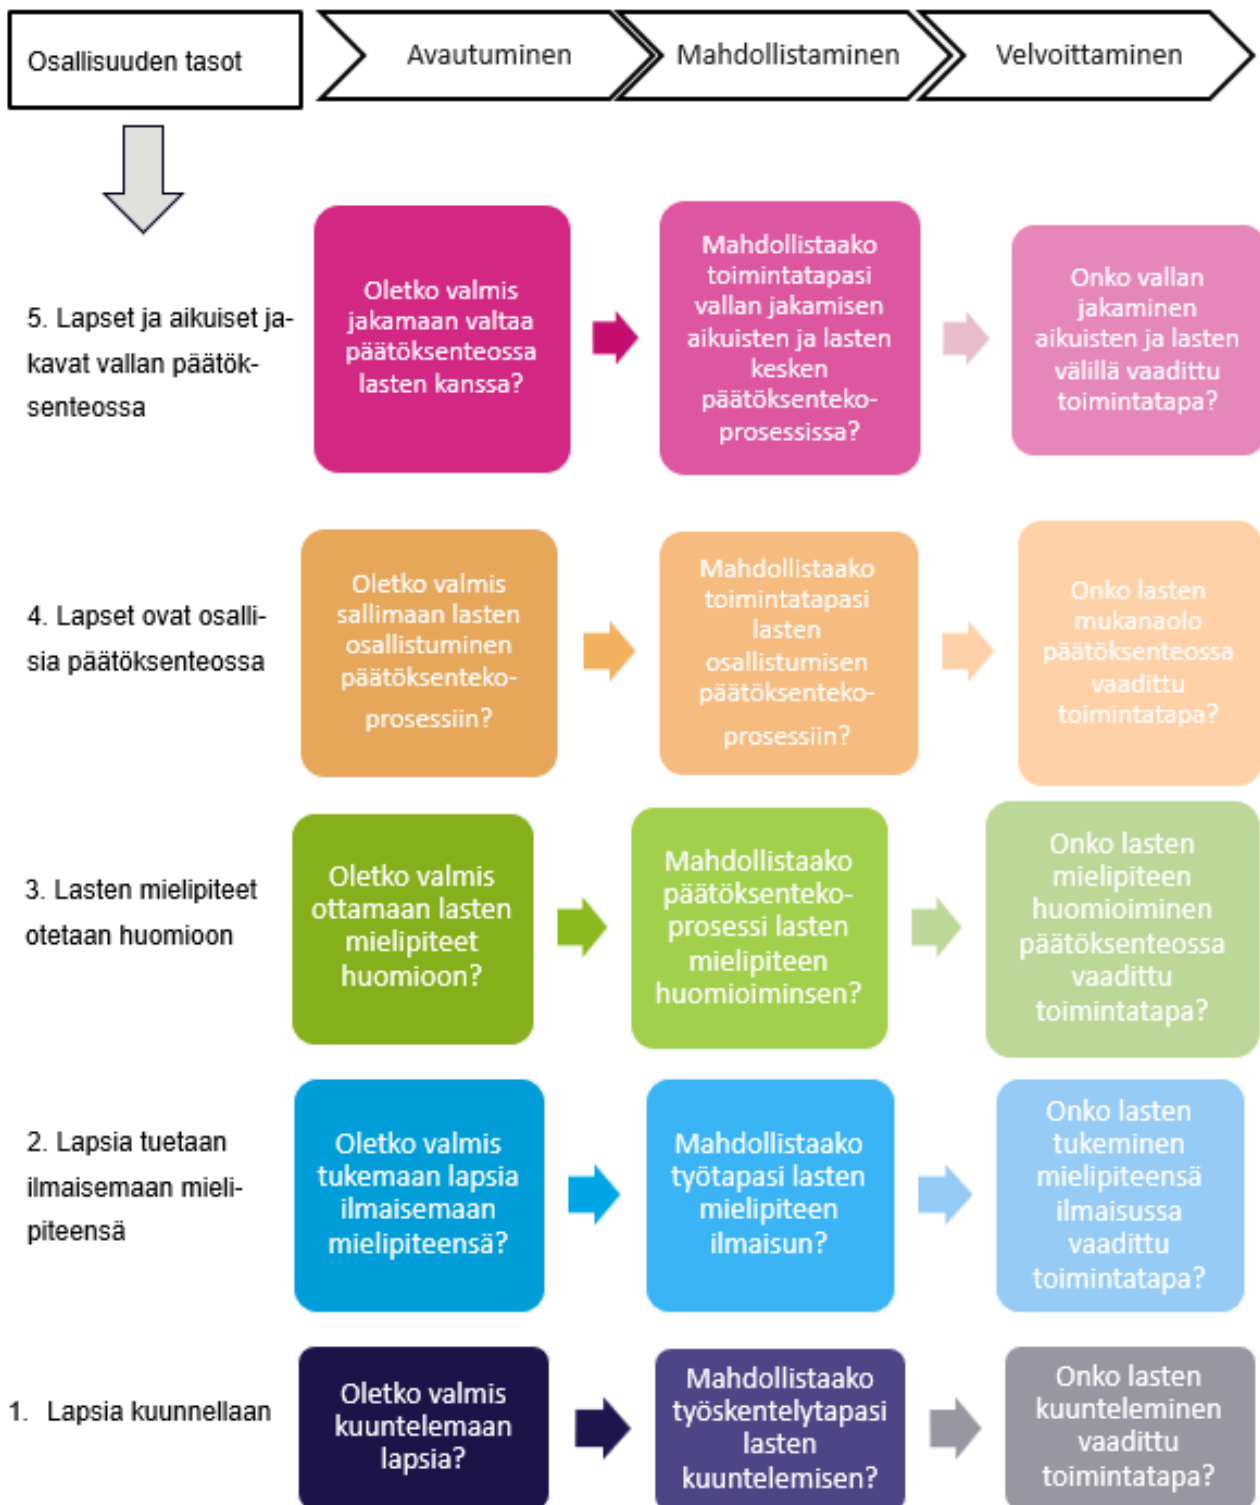 Osallisuuden tasot
Avautuminen
Mahdollistaminen
Velvoittaminen
5. Lapset ja aikuiset ja-
kavat vallan päätök-
senteossa
Oletko valmis
jakamaan valtaa
päätöksenteossa
lasten kanssa?
Mahdollistaako
toimintatapasi
vallan jakamisen
aikuisten ja lasten
kesken
päätöksenteko-
prosessissa?
Onko vallan
jakaminen
aikuisten ja lasten
välillä vaadittu
toimintatapa?
4. Lapset ovat osalli-
sia päätöksenteossa
Oletko valmis
sallimaan lasten
osallistuminen
päätöksenteko-
prosessiin?
Mahdollistaako
toimintatapasi
lasten
osallistumisen
päätöksenteko-
prosessiin?
Onko lasten
mukanaolo
päätöksenteossa
vaadittu
toimintatapa?
3. Lasten mielipiteet
otetaan huomioon
Oletko valmis
ottamaan lasten
mielipiteet
huomioon?
Mahdollistaako
päätöksenteko-
prosessi lasten
mielipiteen
huomioiminsen?
Onko lasten
mielipiteen
huomioiminen
päätöksenteossa
vaadittu
toimintatapa?
2. Lapsia tuetaan
ilmaisemaan mieli-
piteensä
Oletko valmis
tukemaan lapsia
ilmaisemaan
mielipiteensä?
Mahdollistaako
työtapasi lasten
mielipiteen
ilmaisun?
Onko lasten
tukeminen
mielipiteensä
ilmaisussa
vaadittu
toimintatapa?
1. Lapsia kuunnellaan
Oletko valmis
kuuntelemaan
lapsia?
Mahdollistaako
työskentelytapasi
lasten
kuuntelemisen?
Onko lasten
kuunteleminen
vaadittu
toimintatapa?